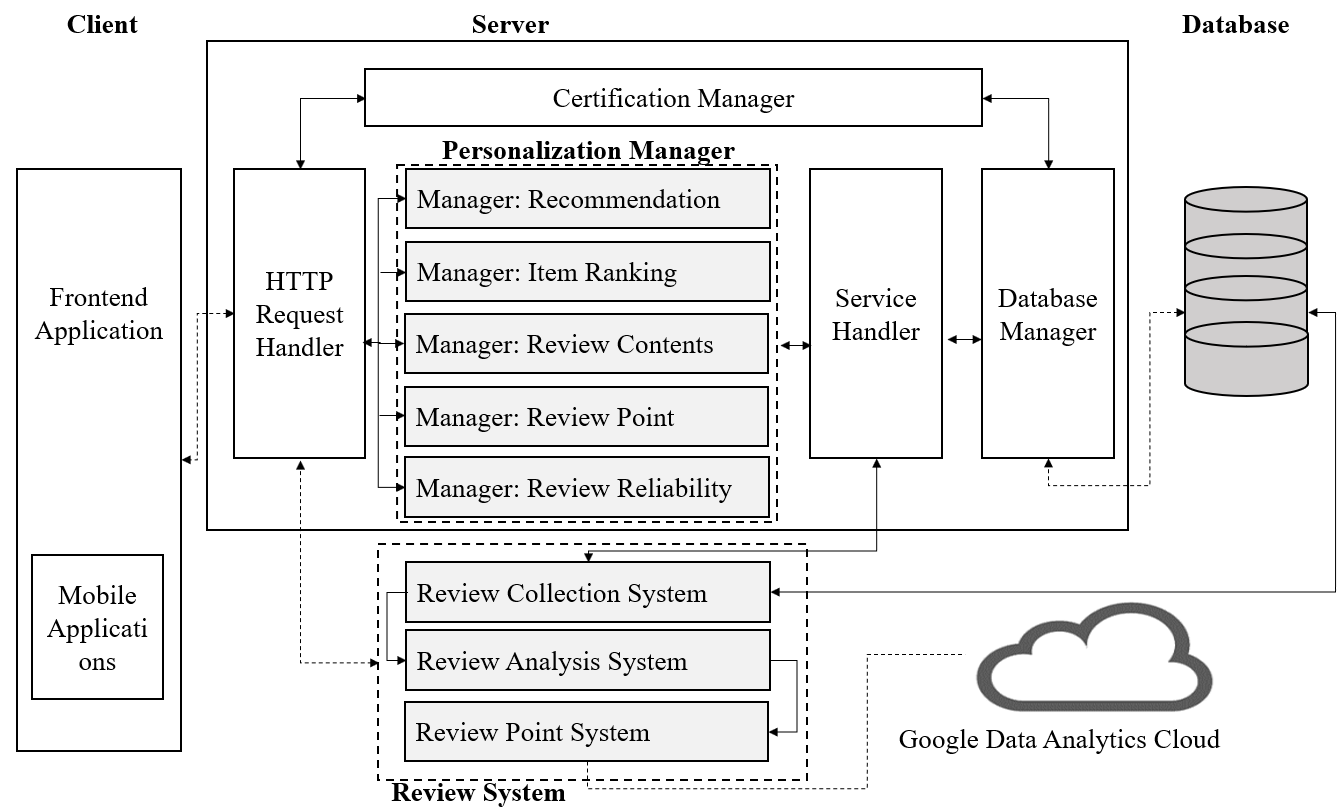 Client
Server
Database
Certification Manager
Personalization Manager
Frontend
Application
Mobile
Applicati
ons
HTTP
Request
Handler
Manager: Recommendation
Manager: Item Ranking
Manager: Review Contents
Manager: Review Point
Manager: Review Reliability
Service
Handler
Database
Manager
Review Collection System
Review Analysis System
Review Point System
Review System
Google Data Analytics Cloud